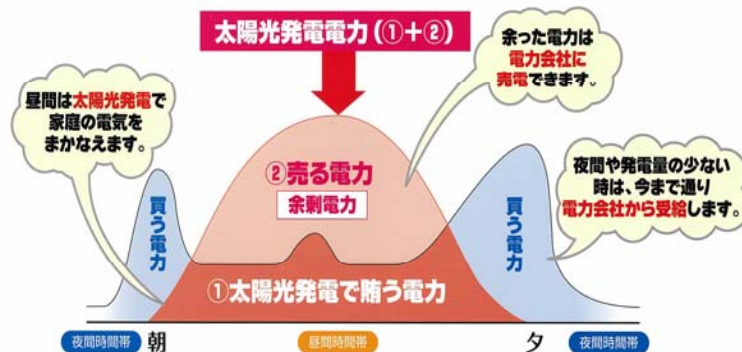 太陽光発電電力(①+②)
余った電力は
電力会社に
売電できます。
昼間は太陽光発電で
家庭の電気を
まかなえます。
②売る電力
余剰電力
夜間や発電量の少ない
時は、今まで通り
電力会社から受給します。
買う電力
買う電力
①太陽光発電で賄う電力
夜間時間帯
朝
昼間時間帯
夕
夜間時間帯